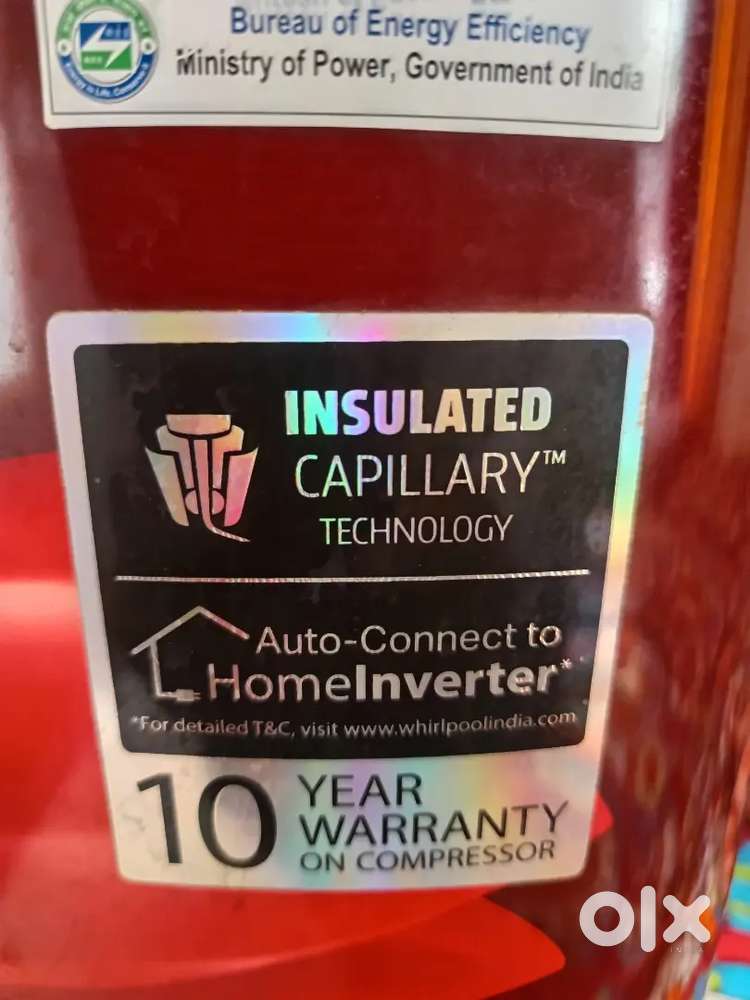 Bureau of Energy Efficiency
Ministry of Power, Government of India
INSULATED
CAPILLARY™
TECHNOLOGY
Auto-Connect to
HomeInverter*
*For detailed T&C, visit www.whirlpoolindia.com
10 YEAR
WARRANTY
ON COMPRESSOR
olx
INDIA